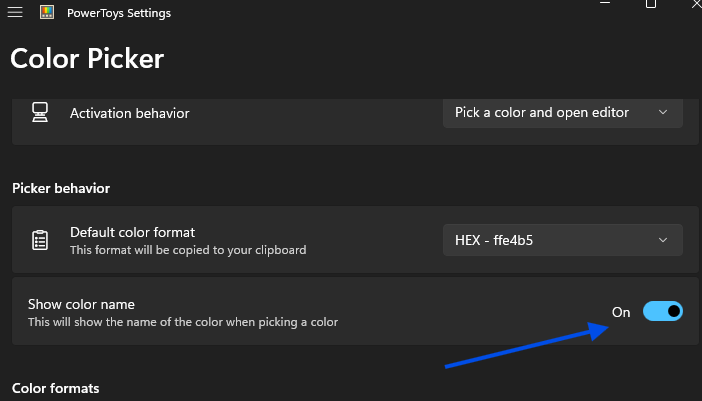 PowerToys Settings
Color Picker
Activation behavior
Pick a color and open editor
Picker behavior
Default color format
This format will be copied to your clipboard
HEX - ffe4b5
Show color name
This will show the name of the color when picking a color
On
Color formats